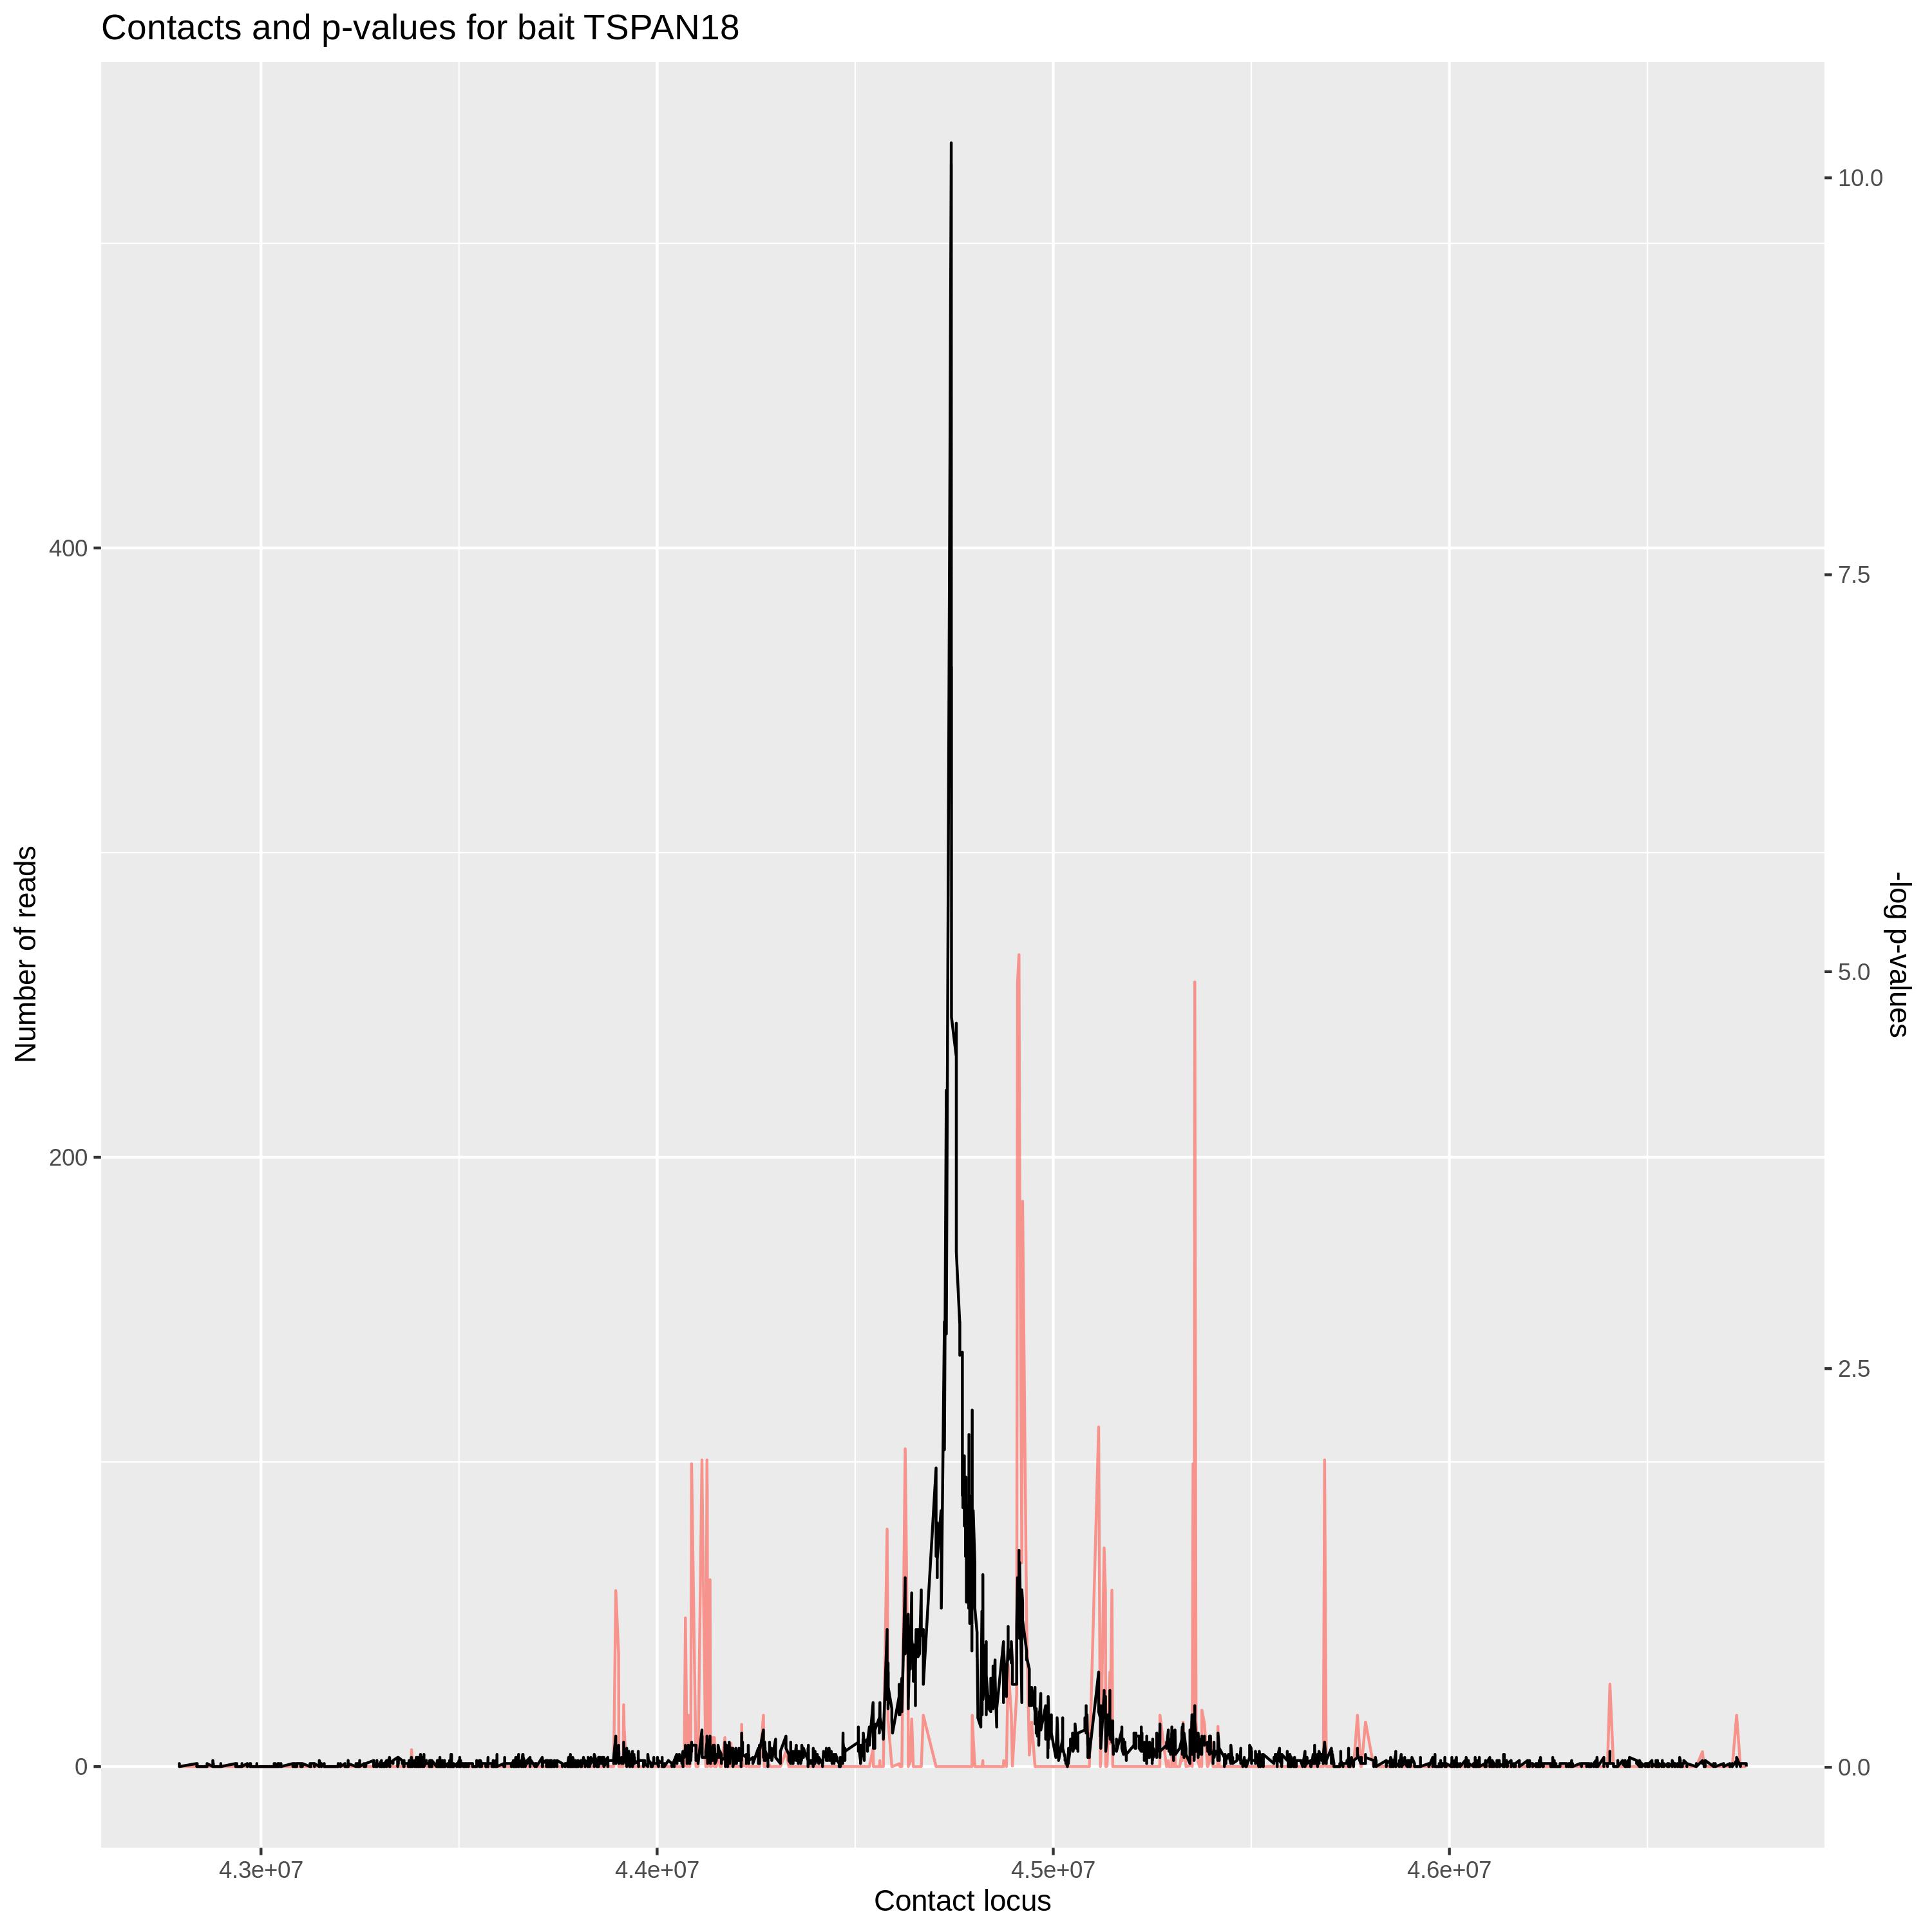 Contacts and p-values for bait TSPAN18
Number of reads
400
200
0
10.0
7.5
5.0
2.5
0.0
-log p-values
4.3e+07
4.4e+07
4.5e+07
4.6e+07
Contact locus